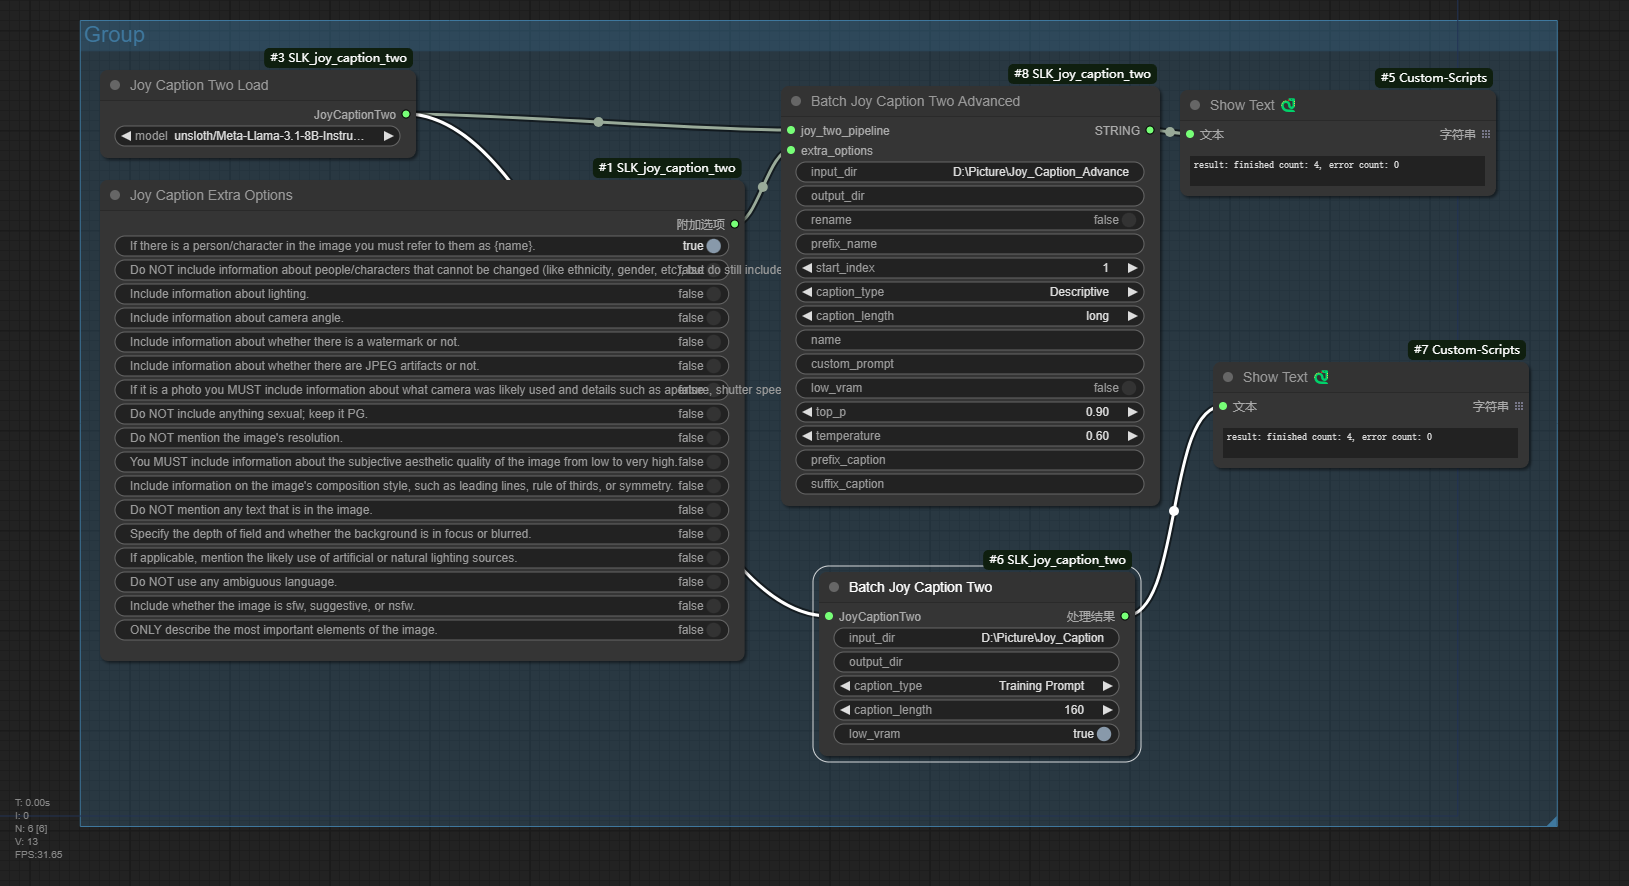 Group
#3 SLK_joy_caption_two
Joy Caption Two Load
JoyCaptionTwo
model unsloth/Meta-Llama-3.1-8B-Instru...
#1 SLK_joy_caption_two
Joy Caption Extra Options
附加选项
If there is a person/character in the image you must refer to them as {name}. true
Do NOT include information about people/characters that cannot be changed (like ethnicity, gender, etc), but do still include false
Include information about lighting. false
Include information about camera angle. false
Include information about whether there is a watermark or not. false
Include information about whether there are JPEG artifacts or not. false
If it is a photo you MUST include information about what camera was likely used and details such as aperture, shutter spee false
Do NOT include anything sexual; keep it PG. false
Do NOT mention the image's resolution. false
You MUST include information about the subjective aesthetic quality of the image from low to very high. false
Include information on the image's composition style, such as leading lines, rule of thirds, or symmetry. false
Do NOT mention any text that is in the image. false
Specify the depth of field and whether the background is in focus or blurred. false
If applicable, mention the likely use of artificial or natural lighting sources. false
Do NOT use any ambiguous language. false
Include whether the image is sfw, suggestive, or nsfw. false
ONLY describe the most important elements of the image. false
#8 SLK_joy_caption_two
Batch Joy Caption Two Advanced
joy_two_pipeline STRING
extra_options
input_dir D:\Picture\Joy_Caption_Advance
output_dir
rename false
prefix_name
start_index 1
caption_type Descriptive
caption_length long
name
custom_prompt
low_vram false
top_p 0.90
temperature 0.60
prefix_caption
suffix_caption
#5 Custom-Scripts
Show Text
文本 字符串
result: finished count: 4, error count: 0
#7 Custom-Scripts
Show Text
文本 字符串
result: finished count: 4, error count: 0
#6 SLK_joy_caption_two
Batch Joy Caption Two
JoyCaptionTwo 处理结果
input_dir D:\Picture\Joy_Caption
output_dir
caption_type Training Prompt
caption_length 160
low_vram true
T: 0.00s
I: 0
N: 6 [6]
V: 13
FPS:31.65